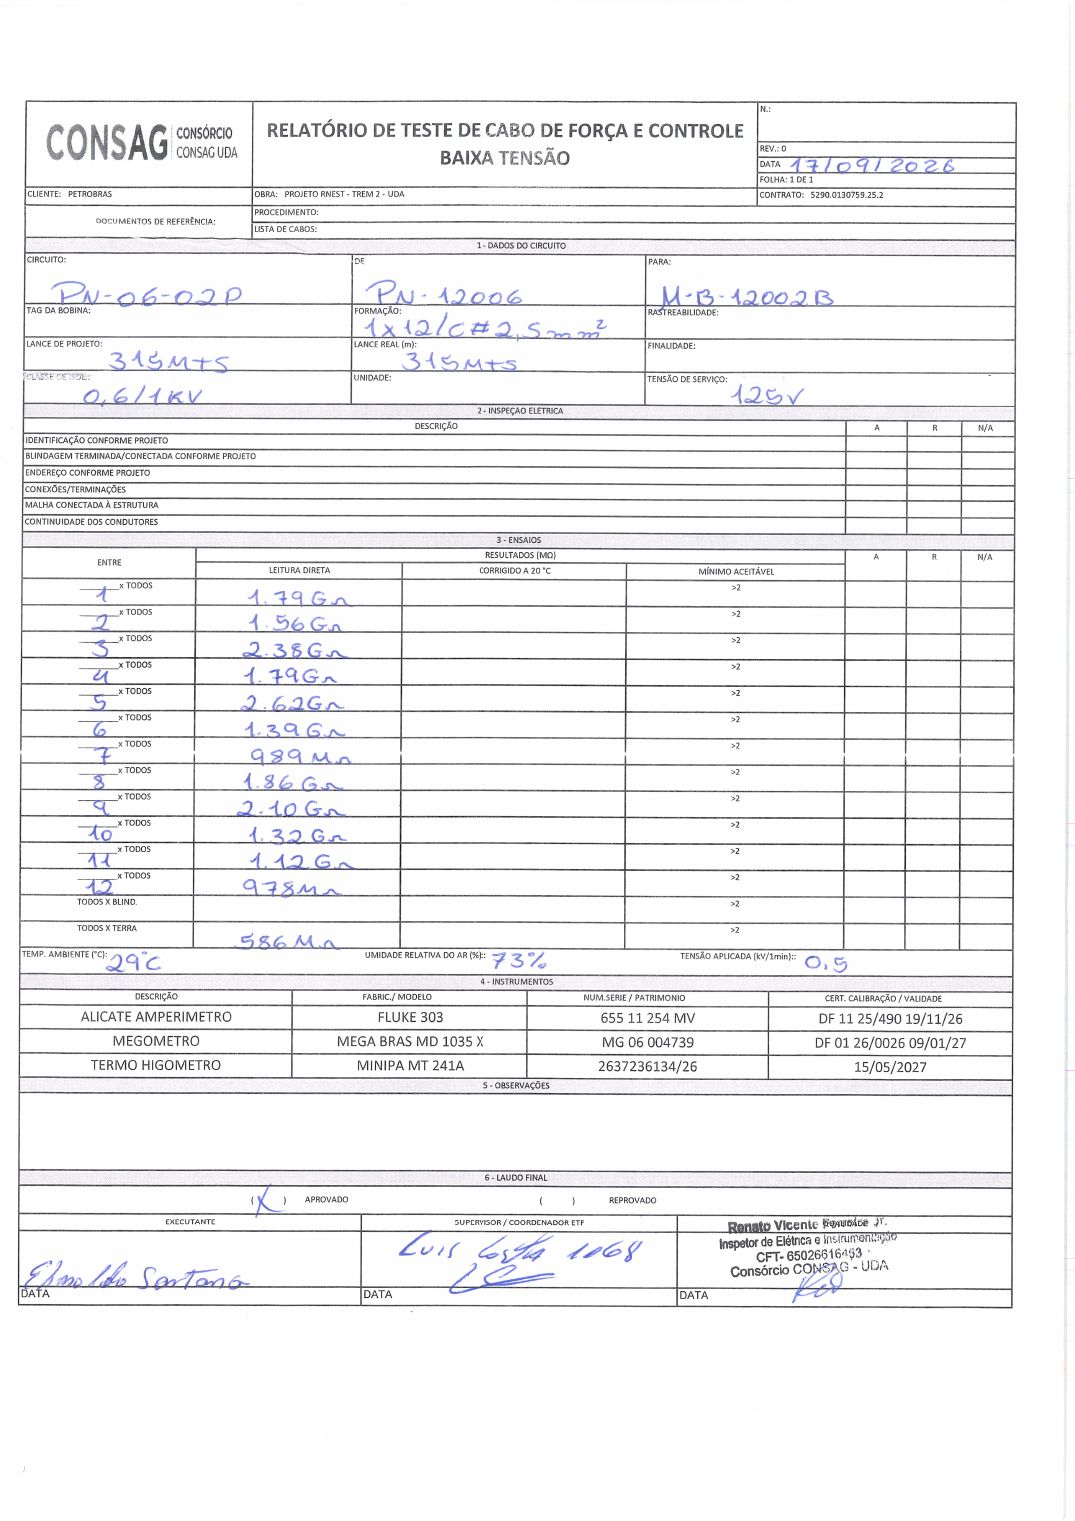 CONSAG CONSÓRCIO CONSAG UDA
RELATÓRIO DE TESTE DE CABO DE FORÇA E CONTROLE
BAIXA TENSÃO
N.:
REV.: 0
DATA 17/09/2026
FOLHA: 1 DE 1
CLIENTE: PETROBRAS
OBRA: PROJETO RNEST - TREM 2 - UDA
CONTRATO: 5290.0130759.25.2
DOCUMENTOS DE REFERÊNCIA:
PROCEDIMENTO:
LISTA DE CABOS:
1 - DADOS DO CIRCUITO
CIRCUITO: PN-06-02P
DE PN-12006
PARA: M-B-12002B
TAG DA BOBINA:
FORMAÇÃO: 1x12/C#2,5mm²
RASTREABILIDADE:
LANCE DE PROJETO: 315Mts
LANCE REAL (m): 315Mts
FINALIDADE:
CLASSE DE ISOL.: 0,6/1KV
UNIDADE:
TENSÃO DE SERVIÇO: 125V
2 - INSPEÇÃO ELÉTRICA
DESCRIÇÃO A R N/A
IDENTIFICAÇÃO CONFORME PROJETO
BLINDAGEM TERMINADA/CONECTADA CONFORME PROJETO
ENDEREÇO CONFORME PROJETO
CONEXÕES/TERMINAÇÕES
MALHA CONECTADA À ESTRUTURA
CONTINUIDADE DOS CONDUTORES
3 - ENSAIOS
ENTRE RESULTADOS (MΩ) A R N/A
LEITURA DIRETA CORRIGIDO A 20 °C MÍNIMO ACEITÁVEL
1 x TODOS 1.79GΩ >2
2 x TODOS 1.56GΩ >2
3 x TODOS 2.38GΩ >2
4 x TODOS 1.79GΩ >2
5 x TODOS 2.62GΩ >2
6 x TODOS 1.39GΩ >2
7 x TODOS 989MΩ >2
8 x TODOS 1.86GΩ >2
9 x TODOS 2.10GΩ >2
10 x TODOS 1.32GΩ >2
11 x TODOS 1.12GΩ >2
12 x TODOS 978MΩ >2
TODOS X BLIND. >2
TODOS X TERRA 586MΩ >2
TEMP. AMBIENTE (°C): 29°C UMIDADE RELATIVA DO AR (%):: 73% TENSÃO APLICADA (kV/1min):: 0,5
4 - INSTRUMENTOS
DESCRIÇÃO FABRIC./ MODELO NUM.SERIE / PATRIMONIO CERT. CALIBRAÇÃO / VALIDADE
ALICATE AMPERIMETRO FLUKE 303 655 11 254 MV DF 11 25/490 19/11/26
MEGOMETRO MEGA BRAS MD 1035 X MG 06 004739 DF 01 26/0026 09/01/27
TERMO HIGOMETRO MINIPA MT 241A 2637236134/26 15/05/2027
5 - OBSERVAÇÕES
6 - LAUDO FINAL
(X) APROVADO ( ) REPROVADO
EXECUTANTE
SUPERVISOR / COORDENADOR ETF
Santana
Luis Costa 1068
Renato Vicente Jr.
Inspetor de Elétrica e Instrumentação
CFT- 65026616463
Consórcio CONSAG - UDA
DATA DATA DATA